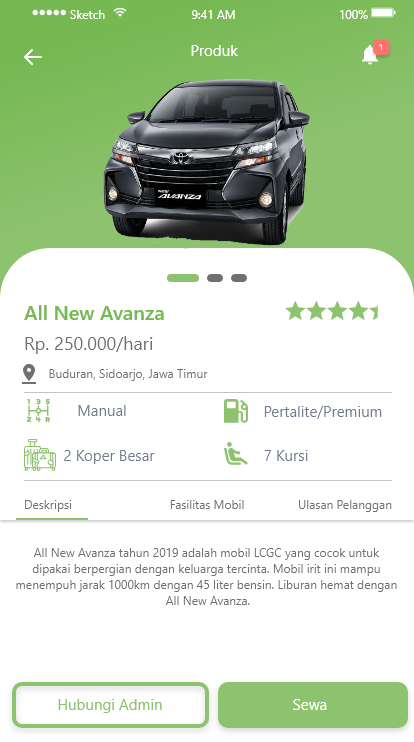 Sketch 9:41 AM 100%
Produk
1
NEW AVANZA
All New Avanza
Rp. 250.000/hari
Buduran, Sidoarjo, Jawa Timur
1 3 5
2 4 R
Manual
Pertalite/Premium
2 Koper Besar
7 Kursi
Deskripsi Fasilitas Mobil Ulasan Pelanggan
All New Avanza tahun 2019 adalah mobil LCGC yang cocok untuk
dipakai berpergian dengan keluarga tercinta. Mobil irit ini mampu
menempuh jarak 1000km dengan 45 liter bensin. Liburan hemat dengan
All New Avanza.
Hubungi Admin Sewa